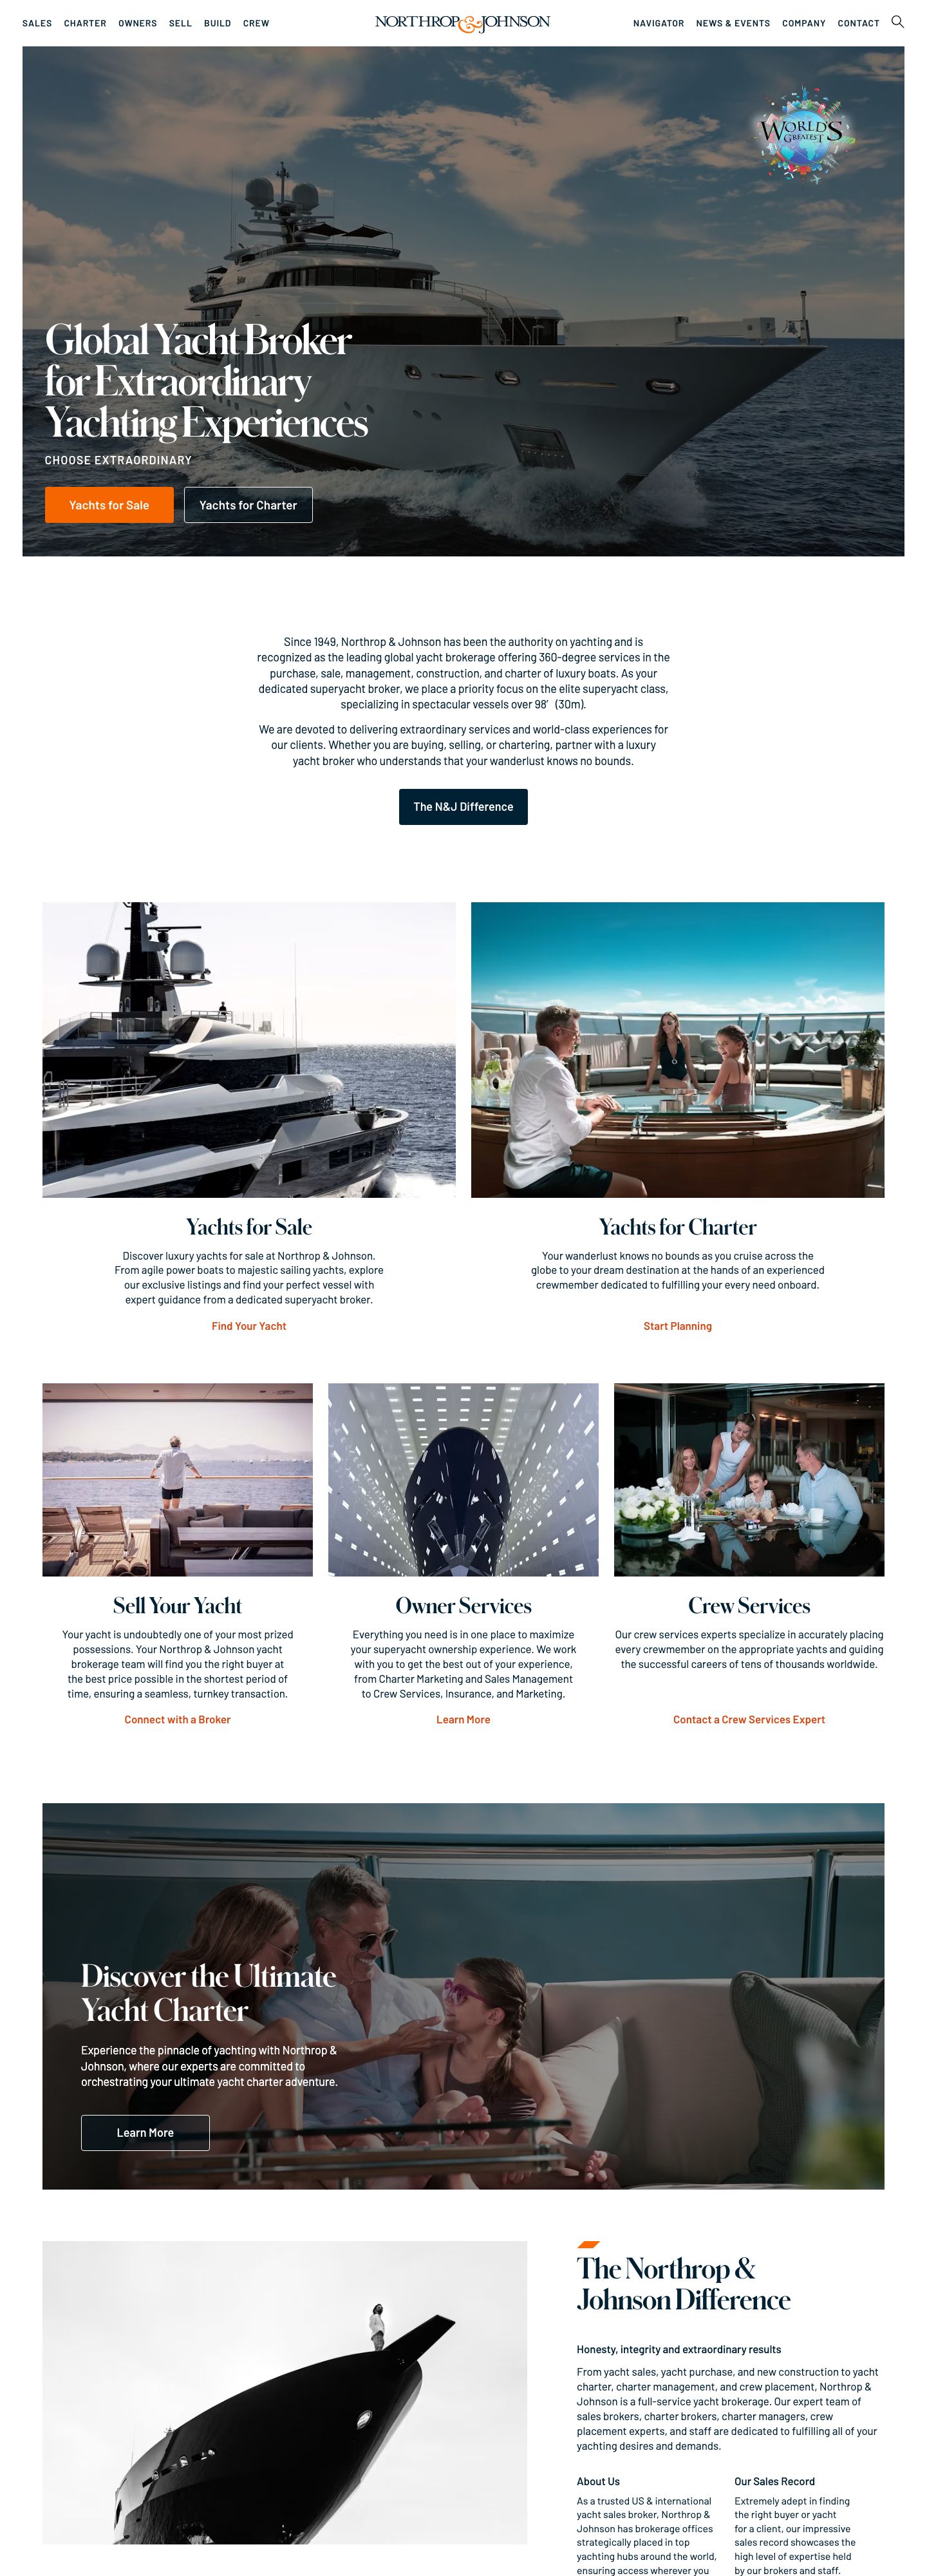 SALES CHARTER OWNERS SELL BUILD CREW
NORTHROP & JOHNSON
NAVIGATOR NEWS & EVENTS COMPANY CONTACT
WORLD'S
GREATEST
Global Yacht Broker
for Extraordinary
Yachting Experiences
CHOOSE EXTRAORDINARY
Yachts for Sale
Yachts for Charter
Since 1949, Northrop & Johnson has been the authority on yachting and is
recognized as the leading global yacht brokerage offering 360-degree services in the
purchase, sale, management, construction, and charter of luxury boats. As your
dedicated superyacht broker, we place a priority focus on the elite superyacht class,
specializing in spectacular vessels over 98′ (30m).
We are devoted to delivering extraordinary services and world-class experiences for
our clients. Whether you are buying, selling, or chartering, partner with a luxury
yacht broker who understands that your wanderlust knows no bounds.
The N&J Difference
Yachts for Sale
Discover luxury yachts for sale at Northrop & Johnson.
From agile power boats to majestic sailing yachts, explore
our exclusive listings and find your perfect vessel with
expert guidance from a dedicated superyacht broker.
Find Your Yacht
Yachts for Charter
Your wanderlust knows no bounds as you cruise across the
globe to your dream destination at the hands of an experienced
crewmember dedicated to fulfilling your every need onboard.
Start Planning
Sell Your Yacht
Your yacht is undoubtedly one of your most prized
possessions. Your Northrop & Johnson yacht
brokerage team will find you the right buyer at
the best price possible in the shortest period of
time, ensuring a seamless, turnkey transaction.
Connect with a Broker
Owner Services
Everything you need is in one place to maximize
your superyacht ownership experience. We work
with you to get the best out of your experience,
from Charter Marketing and Sales Management
to Crew Services, Insurance, and Marketing.
Learn More
Crew Services
Our crew services experts specialize in accurately placing
every crewmember on the appropriate yachts and guiding
the successful careers of tens of thousands worldwide.
Contact a Crew Services Expert
Discover the Ultimate
Yacht Charter
Experience the pinnacle of yachting with Northrop &
Johnson, where our experts are committed to
orchestrating your ultimate yacht charter adventure.
Learn More
The Northrop &
Johnson Difference
Honesty, integrity and extraordinary results
From yacht sales, yacht purchase, and new construction to yacht
charter, charter management, and crew placement, Northrop &
Johnson is a full-service yacht brokerage. Our expert team of
sales brokers, charter brokers, charter managers, crew
placement experts, and staff are dedicated to fulfilling all of your
yachting desires and demands.
About Us
As a trusted US & international
yacht sales broker, Northrop &
Johnson has brokerage offices
strategically placed in top
yachting hubs around the world,
ensuring access wherever you
Our Sales Record
Extremely adept in finding
the right buyer or yacht
for a client, our impressive
sales record showcases the
high level of expertise held
by our brokers and staff.